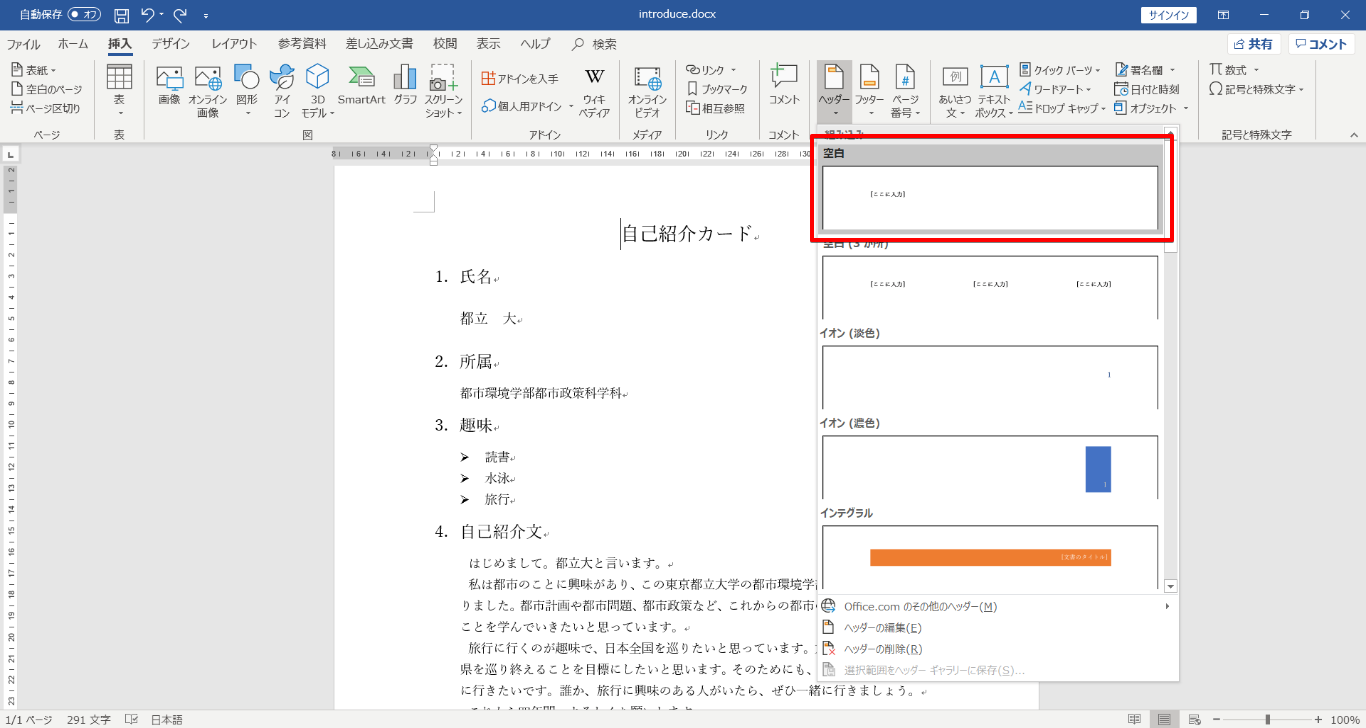 自動保存 オフ
introduce.docx
サインイン
ファイル ホーム 挿入 デザイン レイアウト 参考資料 差し込み文書 校閲 表示 ヘルプ 検索
共有 コメント
表紙
空白のページ
ページ区切り
ページ
表
表
画像
オンライン
画像
図形
アイ
コン
3D
モデル
SmartArt
グラフ
スクリーン
ショット
図
アドインを入手
個人用アドイン
W
ウィキ
ペディア
アドイン
オンライン
ビデオ
メディア
リンク
ブックマーク
相互参照
リンク
コメント
コメント
ヘッダー
フッター
ページ
番号
あいさつ
文
テキスト
ボックス
クイック パーツ
ワードアート
ドロップ キャップ
署名欄
日付と時刻
オブジェクト
数式
記号と特殊文字
記号と特殊文字
空白
[ここに入力]
空白 (3 か所)
[ここに入力] [ここに入力] [ここに入力]
イオン (淡色)
1
イオン (濃色)
1
インテグラル
[文書のタイトル]
Office.com のその他のヘッダー(M)
ヘッダーの編集(E)
ヘッダーの削除(R)
選択範囲をヘッダー ギャラリーに保存(S)...
自己紹介カード
1. 氏名
都立 大
2. 所属
都市環境学部都市政策科学科
3. 趣味
➢ 読書
➢ 水泳
➢ 旅行
4. 自己紹介文
はじめまして。都立大と言います。
私は都市のことに興味があり、この東京都立大学の都市環境学
りました。都市計画や都市問題、都市政策など、これからの都市
ことを学んでいきたいと思っています。
旅行に行くのが趣味で、日本全国を巡りたいと思っています。
県を巡り終えることを目標にしたいと思います。そのためにも、
に行きたいです。誰か、旅行に興味のある人がいたら、ぜひ一緒に行きましょう。
1/1 ページ 291 文字 日本語
100%